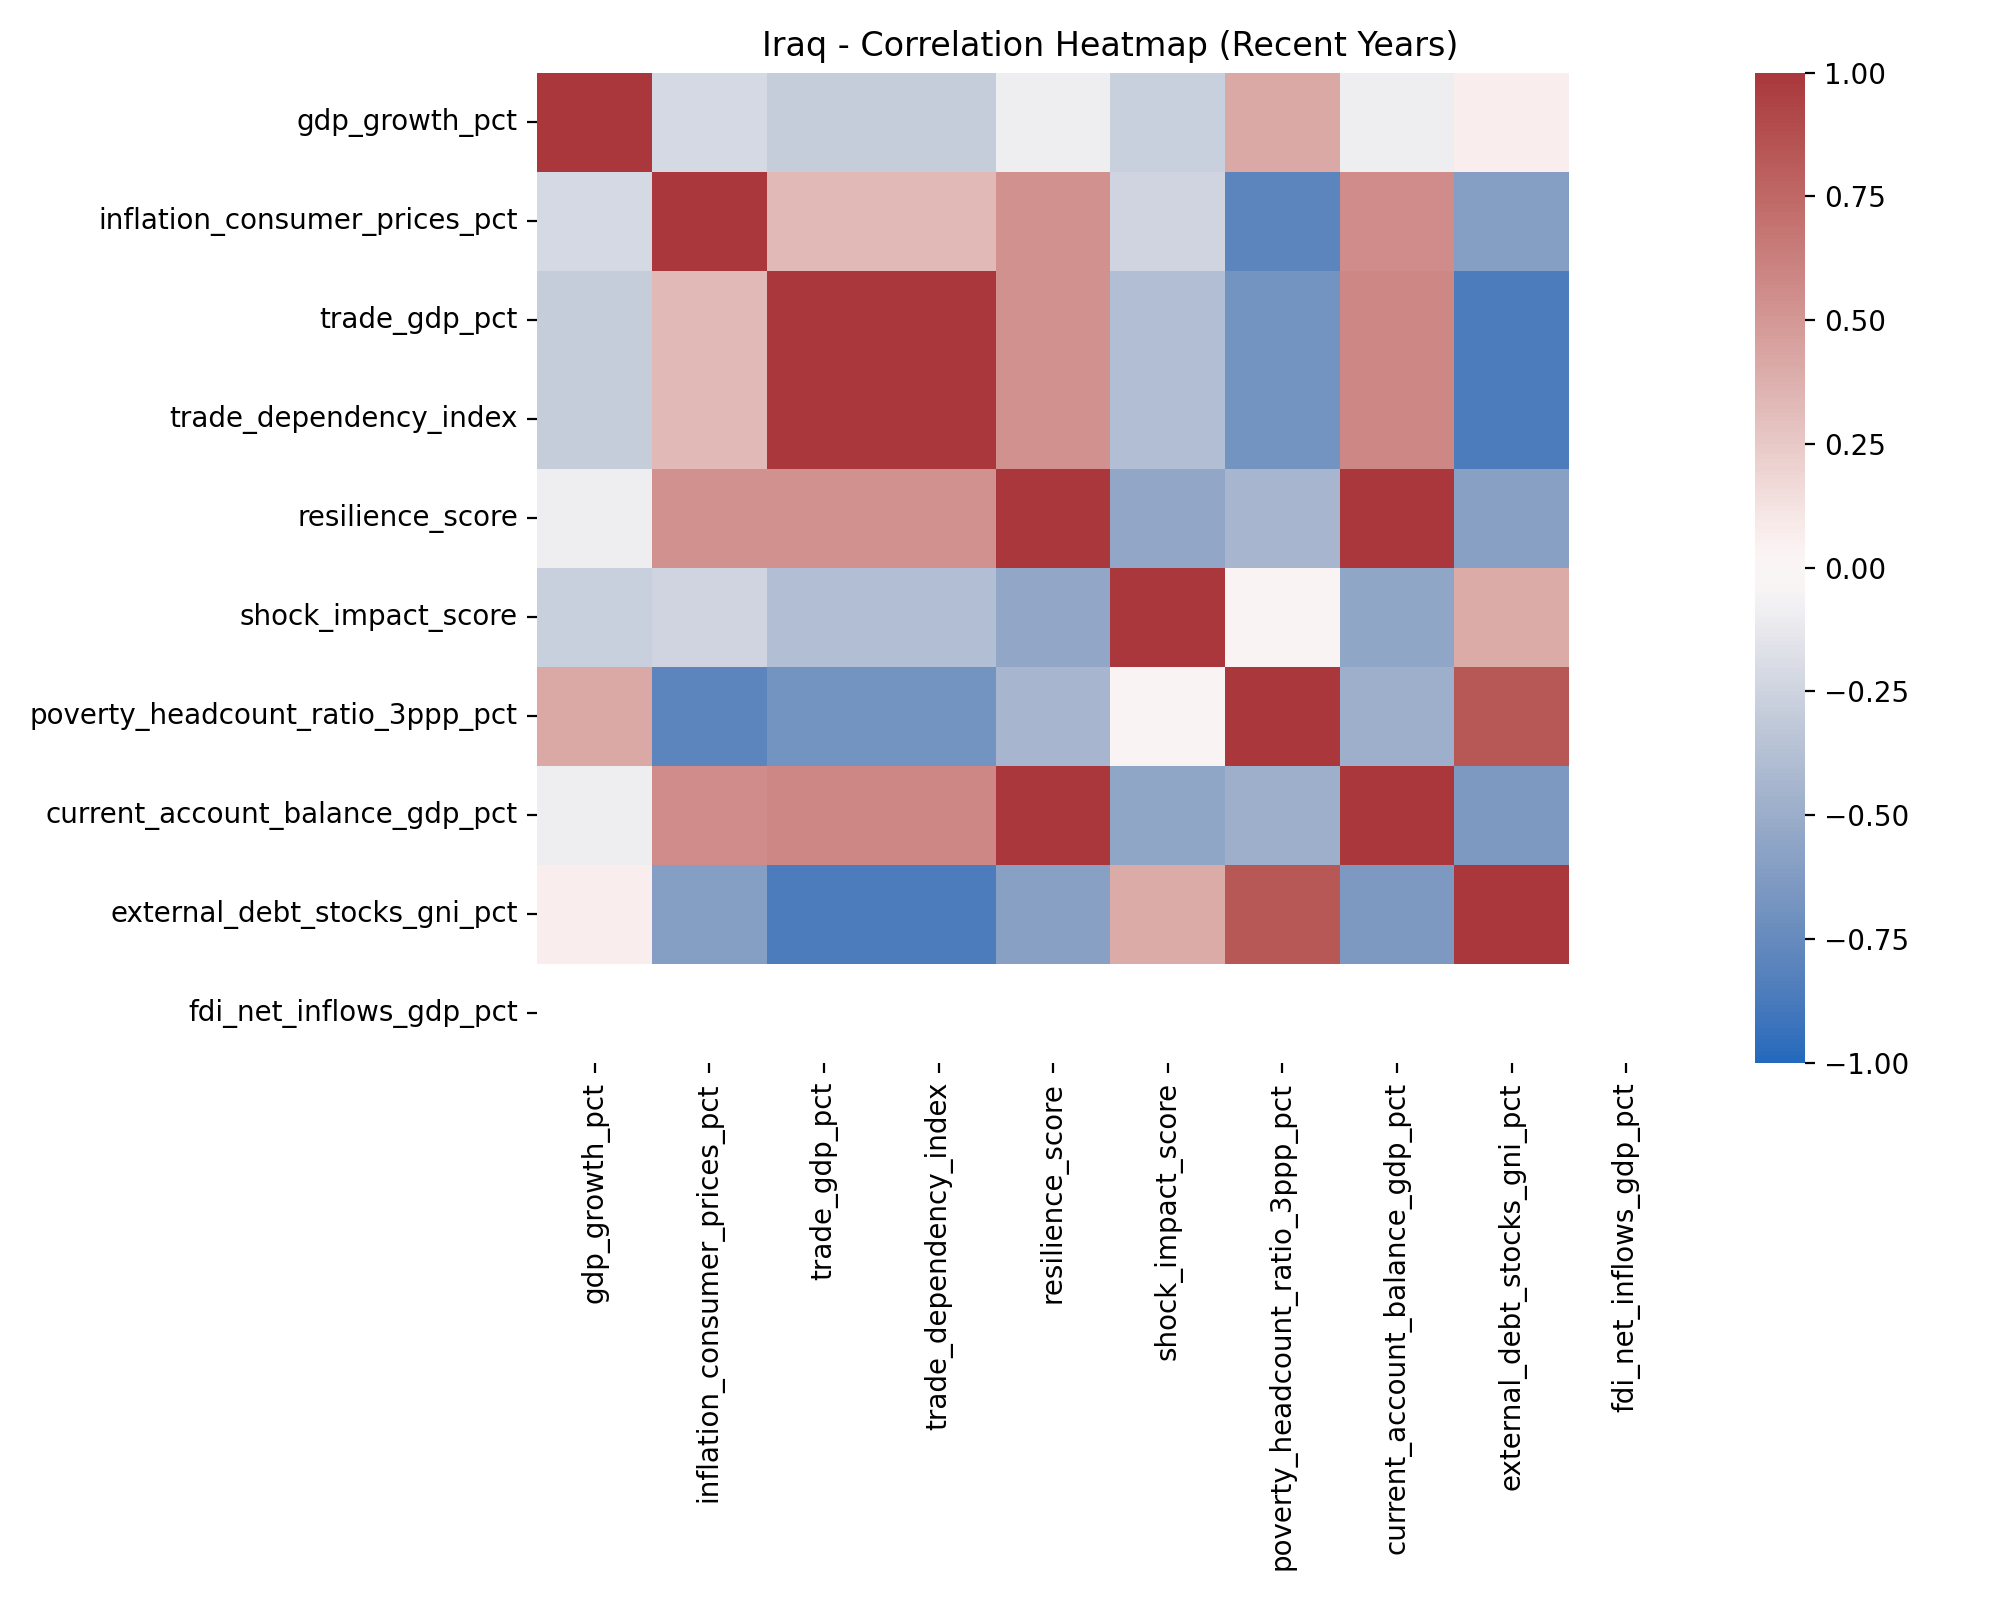 Iraq - Correlation Heatmap (Recent Years)
gdp_growth_pct
inflation_consumer_prices_pct
trade_gdp_pct
trade_dependency_index
resilience_score
shock_impact_score
poverty_headcount_ratio_3ppp_pct
current_account_balance_gdp_pct
external_debt_stocks_gni_pct
fdi_net_inflows_gdp_pct
gdp_growth_pct
inflation_consumer_prices_pct
trade_gdp_pct
trade_dependency_index
resilience_score
shock_impact_score
poverty_headcount_ratio_3ppp_pct
current_account_balance_gdp_pct
external_debt_stocks_gni_pct
fdi_net_inflows_gdp_pct
1.00
0.75
0.50
0.25
0.00
−0.25
−0.50
−0.75
−1.00